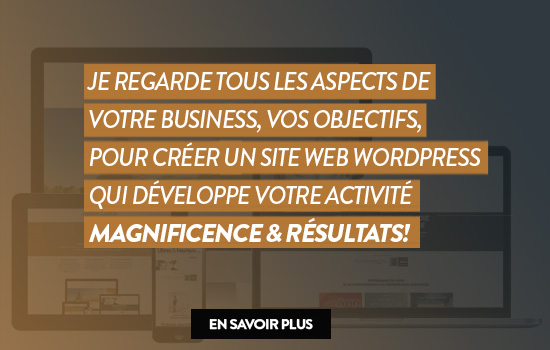 JE REGARDE TOUS LES ASPECTS DE
VOTRE BUSINESS, VOS OBJECTIFS,
POUR CRÉER UN SITE WEB WORDPRESS
QUI DÉVELOPPE VOTRE ACTIVITÉ
MAGNIFICENCE & RÉSULTATS!
EN SAVOIR PLUS